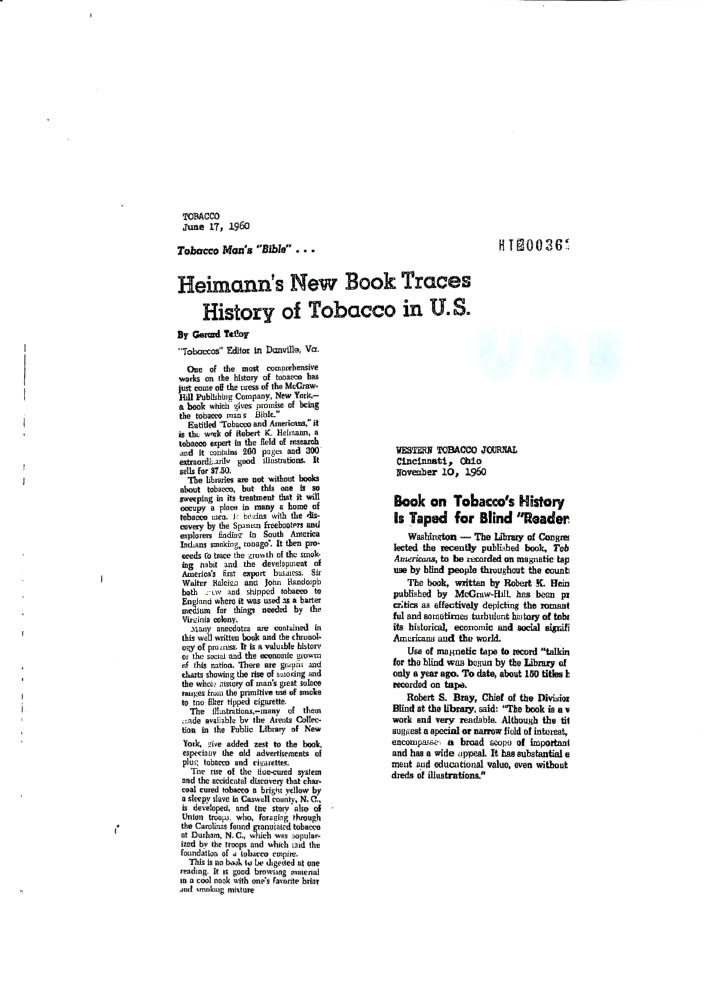 TOBACCO
June 17, 1960
Tobacco Man's "Bible" . . .
Heimann's New Book Traces
History of Tobacco in U.S.
By Gerard Tetley
"Tobaccos" Editor in Danville, Va.
One of the most comprehensive
works on the history of tobacco has
just come off the press of the McGraw-
Hill Publishing Company, New York,—
a book which gives promise of being
the tobacco man's Bible."
Entitled "Tobacco and Americans," it
is the work of Robert K. Heimann, a
tobacco expert in the field of research
and it contains 260 pages and 300
extraordinarily good illustrations. It
sells for $7.50.
The libraries are not without books
about tobacco, but this one is so
sweeping in its treatment that it will
occupy a place in many a home of
tobacco men. It begins with the dis-
covery by the Spanish freebooters and
explorers finding in South America
Indians smoking tobago'. It then pro-
ceeds to trace the growth of the smok-
ing habit and the development of
America's first export business. Sir
Walter Raleigh and John Randolph
both grew and shipped tobacco to
England where it was used as a barter
medium for things needed by the
Virginia colony.
Many anecdotes are contained in
this well written book and the chronol-
ogy of progress. It is a valuable history
of the social and the economic growth
of this nation. There are graphs and
charts showing the rise of smoking and
the whole history of man's great solace
ranges from the primitive use of smoke
to the filter tipped cigarette.
The illustrations,—many of them
made available by the Arents Collec-
tion in the Public Library of New
York, give added zest to the book,
especially the old advertisements of
plug tobacco and cigarettes.
The rise of the flue-cured system
and the accidental discovery that char-
coal cured tobacco a bright yellow by
a sleepy slave in Caswell county, N. C.,
is developed, and the story also of
Union troops, who, foraging through
the Carolinas found granulated tobacco
at Durham, N. C., which was popular-
ized by the troops and which laid the
foundation of a tobacco empire.
This is no book to be digested at one
reading. It is good browsing material
in a cool nook with one's favorite briar
and smoking mixture
WESTERN TOBACCO JOURNAL
Cincinnati, Ohio
November 10, 1960
Book on Tobacco's History
Is Taped for Blind "Reader
Washington — The Library of Congre
lected the recently published book, Tob
Americans, to be recorded on magnetic tap
use by blind people throughout the count
The book, written by Robert K. Hein
published by McGraw-Hill, has been pr
critics as effectively depicting the romant
ful and sometimes turbulent history of toba
its historical, economic and social signifi
Americans and the world.
Use of magnetic tape to record "talkin
for the blind was begun by the Library of
only a year ago. To date, about 150 titles h
recorded on tape.
Robert S. Bray, Chief of the Division
Blind at the library, said: "The book is a w
work and very readable. Although the tit
suggest a special or narrow field of interest,
encompasses a broad scope of important
and has a wide appeal. It has substantial e
ment and educational value, even without
dreds of illustrations."